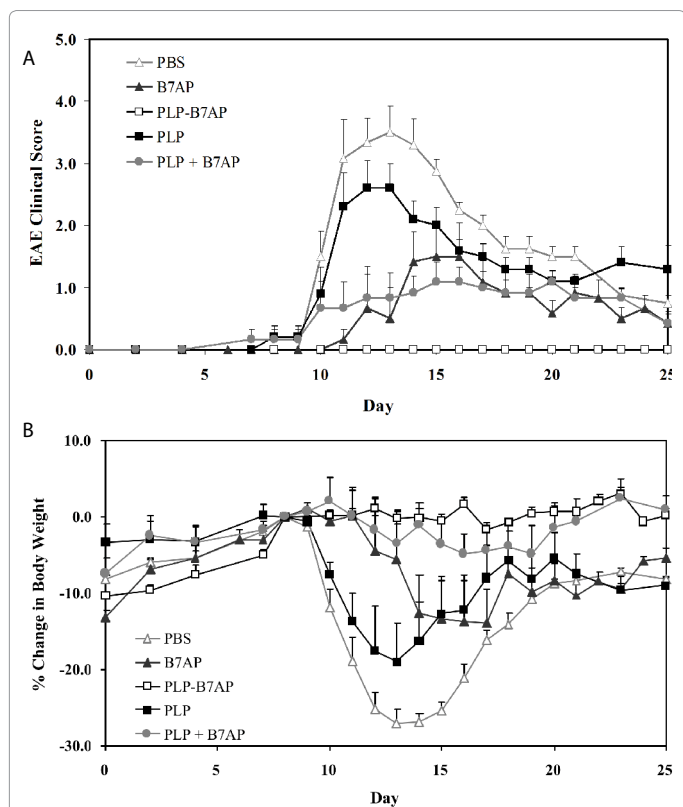 A
5.0
4.0
3.0
2.0
1.0
0.0
EAE Clinical Score
PBS
B7AP
PLP-B7AP
PLP
PLP + B7AP
0
5
10
15
20
25
Day
B
10.0
0.0
-10.0
-20.0
-30.0
% Change in Body Weight
PBS
B7AP
PLP-B7AP
PLP
PLP + B7AP
0
5
10
15
20
25
Day